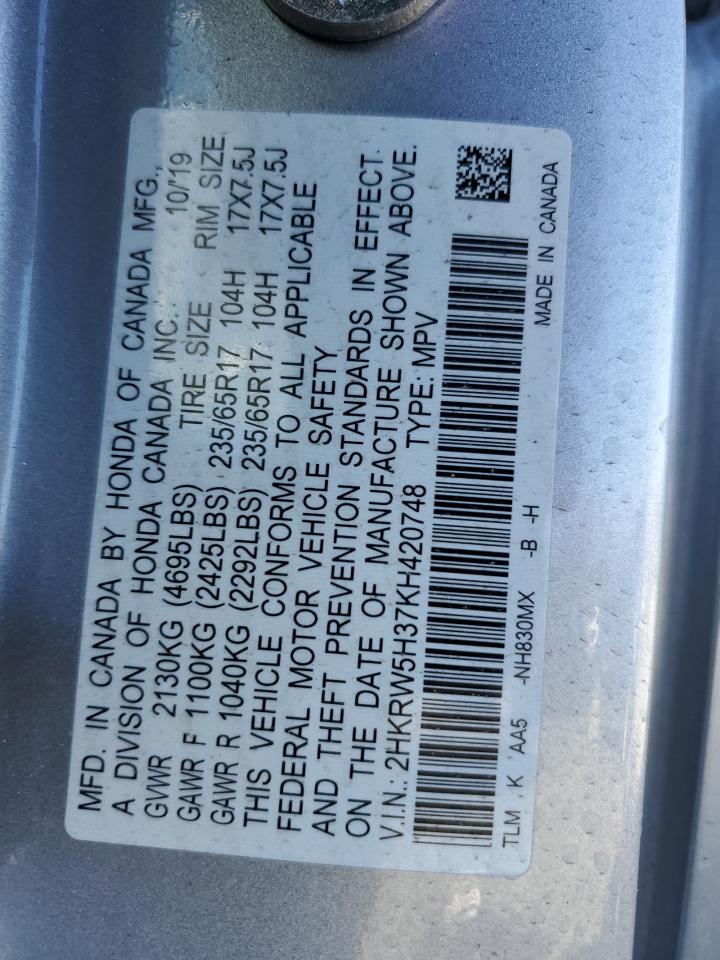 MFD. IN CANADA BY HONDA OF CANADA MFG.,
A DIVISION OF HONDA CANADA INC. 10/'19
GVWR 2130KG (4695LBS) TIRE SIZE RIM SIZE
GAWR F 1100KG (2425LBS) 235/65R17 104H 17X7.5J
GAWR R 1040KG (2292LBS) 235/65R17 104H 17X7.5J
THIS VEHICLE CONFORMS TO ALL APPLICABLE
FEDERAL MOTOR VEHICLE SAFETY
AND THEFT PREVENTION STANDARDS IN EFFECT
ON THE DATE OF MANUFACTURE SHOWN ABOVE.
V.I.N.: 2HKRW5H37KH420748 TYPE: MPV
TLM K AA5 -NH830MX -B -H
MADE IN CANADA